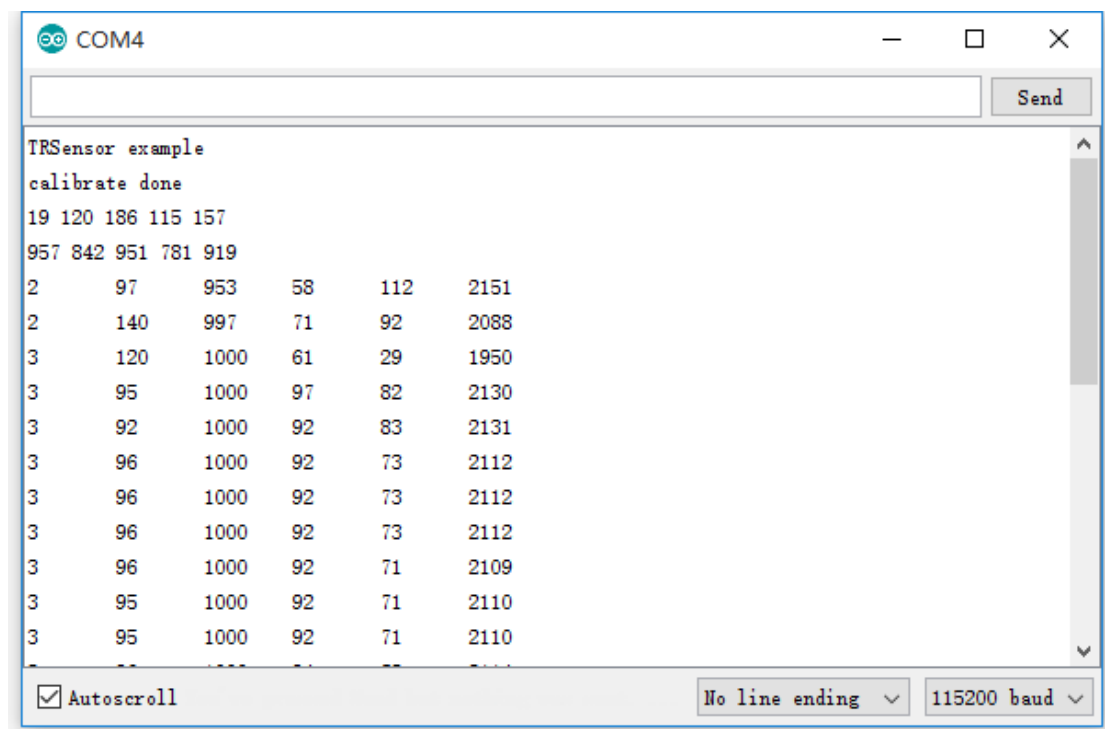 COM4
Send
TRSensor example
calibrate done
19 120 186 115 157
957 842 951 781 919
2 97 953 58 112 2151
2 140 997 71 92 2088
3 120 1000 61 29 1950
3 95 1000 97 82 2130
3 92 1000 92 83 2131
3 96 1000 92 73 2112
3 96 1000 92 73 2112
3 96 1000 92 73 2112
3 96 1000 92 71 2109
3 95 1000 92 71 2110
3 95 1000 92 71 2110
Autoscroll No line ending 115200 baud